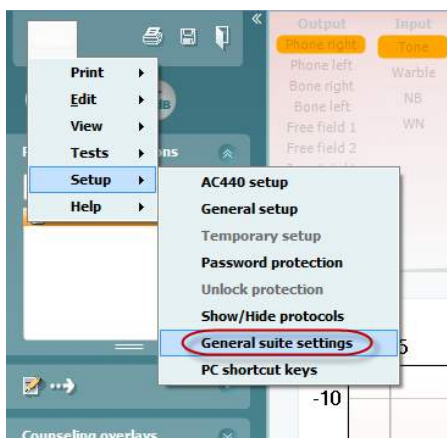 Output Input
Phone right Tone
Phone left Warble
Bone right NB
Bone left WN
Free field 1
Free field 2
Print
Edit
View
Tests
Setup
Help
ns
AC440 setup
General setup
Temporary setup
Password protection
Unlock protection
Show/Hide protocols
General suite settings
PC shortcut keys
5
-10
Counseling overlays